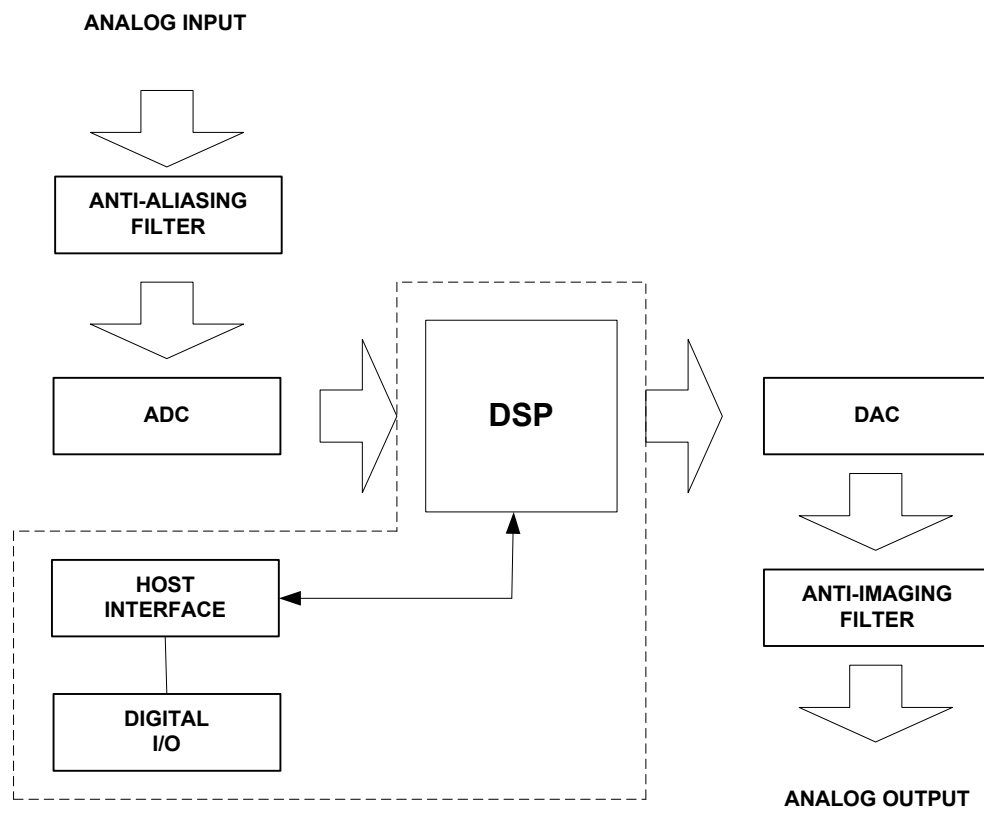 ANALOG INPUT
ANTI-ALIASING
FILTER
ADC
DSP
DAC
HOST
INTERFACE
ANTI-IMAGING
FILTER
DIGITAL
I/O
ANALOG OUTPUT